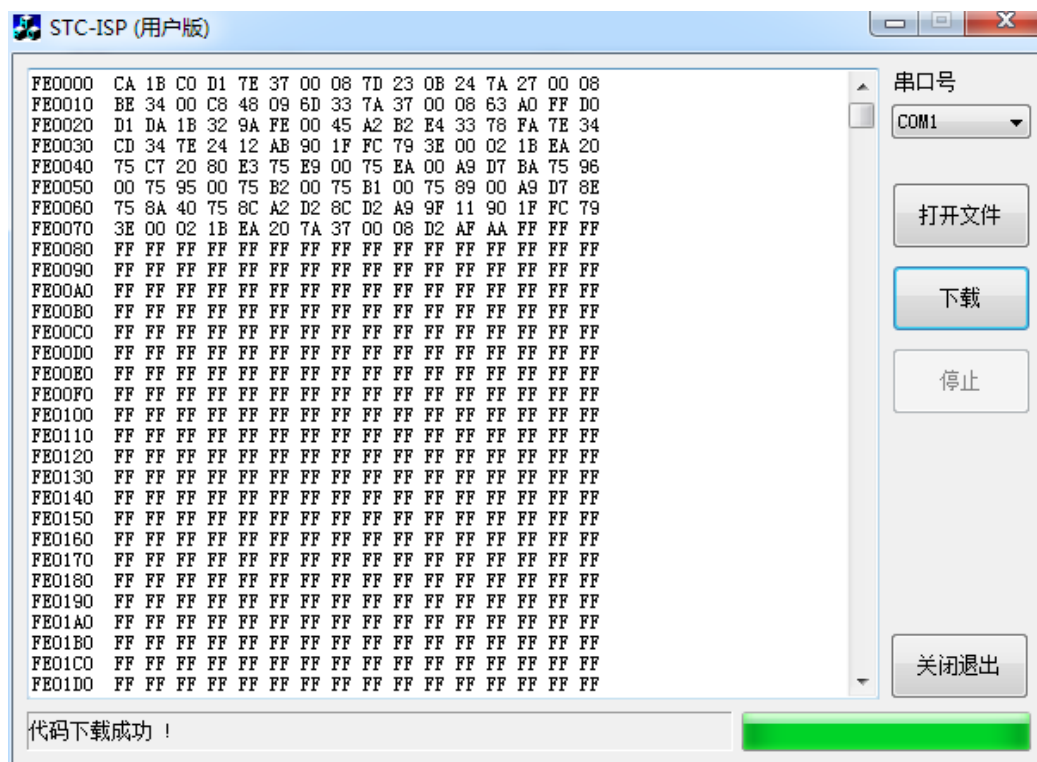 STC-ISP (用户版)
FE0000 CA 1B C0 D1 7E 37 00 08 7D 23 0B 24 7A 27 00 08
FE0010 BE 34 00 C8 48 09 6D 33 7A 37 00 08 63 A0 FF D0
FE0020 D1 DA 1B 32 9A FE 00 45 A2 B2 E4 33 78 FA 7E 34
FE0030 CD 34 7E 24 12 AB 90 1F FC 79 3E 00 02 1B EA 20
FE0040 75 C7 20 80 E3 75 E9 00 75 EA 00 A9 D7 BA 75 96
FE0050 00 75 95 00 75 B2 00 75 B1 00 75 89 00 A9 D7 8E
FE0060 75 8A 40 75 8C A2 D2 8C D2 A9 9F 11 90 1F FC 79
FE0070 3E 00 02 1B EA 20 7A 37 00 08 D2 AF AA FF FF FF
FE0080 FF FF FF FF FF FF FF FF FF FF FF FF FF FF FF FF
FE0090 FF FF FF FF FF FF FF FF FF FF FF FF FF FF FF FF
FE00A0 FF FF FF FF FF FF FF FF FF FF FF FF FF FF FF FF
FE00B0 FF FF FF FF FF FF FF FF FF FF FF FF FF FF FF FF
FE00C0 FF FF FF FF FF FF FF FF FF FF FF FF FF FF FF FF
FE00D0 FF FF FF FF FF FF FF FF FF FF FF FF FF FF FF FF
FE00E0 FF FF FF FF FF FF FF FF FF FF FF FF FF FF FF FF
FE00F0 FF FF FF FF FF FF FF FF FF FF FF FF FF FF FF FF
FE0100 FF FF FF FF FF FF FF FF FF FF FF FF FF FF FF FF
FE0110 FF FF FF FF FF FF FF FF FF FF FF FF FF FF FF FF
FE0120 FF FF FF FF FF FF FF FF FF FF FF FF FF FF FF FF
FE0130 FF FF FF FF FF FF FF FF FF FF FF FF FF FF FF FF
FE0140 FF FF FF FF FF FF FF FF FF FF FF FF FF FF FF FF
FE0150 FF FF FF FF FF FF FF FF FF FF FF FF FF FF FF FF
FE0160 FF FF FF FF FF FF FF FF FF FF FF FF FF FF FF FF
FE0170 FF FF FF FF FF FF FF FF FF FF FF FF FF FF FF FF
FE0180 FF FF FF FF FF FF FF FF FF FF FF FF FF FF FF FF
FE0190 FF FF FF FF FF FF FF FF FF FF FF FF FF FF FF FF
FE01A0 FF FF FF FF FF FF FF FF FF FF FF FF FF FF FF FF
FE01B0 FF FF FF FF FF FF FF FF FF FF FF FF FF FF FF FF
FE01C0 FF FF FF FF FF FF FF FF FF FF FF FF FF FF FF FF
FE01D0 FF FF FF FF FF FF FF FF FF FF FF FF FF FF FF FF
串口号
COM1
打开文件
下载
停止
关闭退出
代码下载成功 !